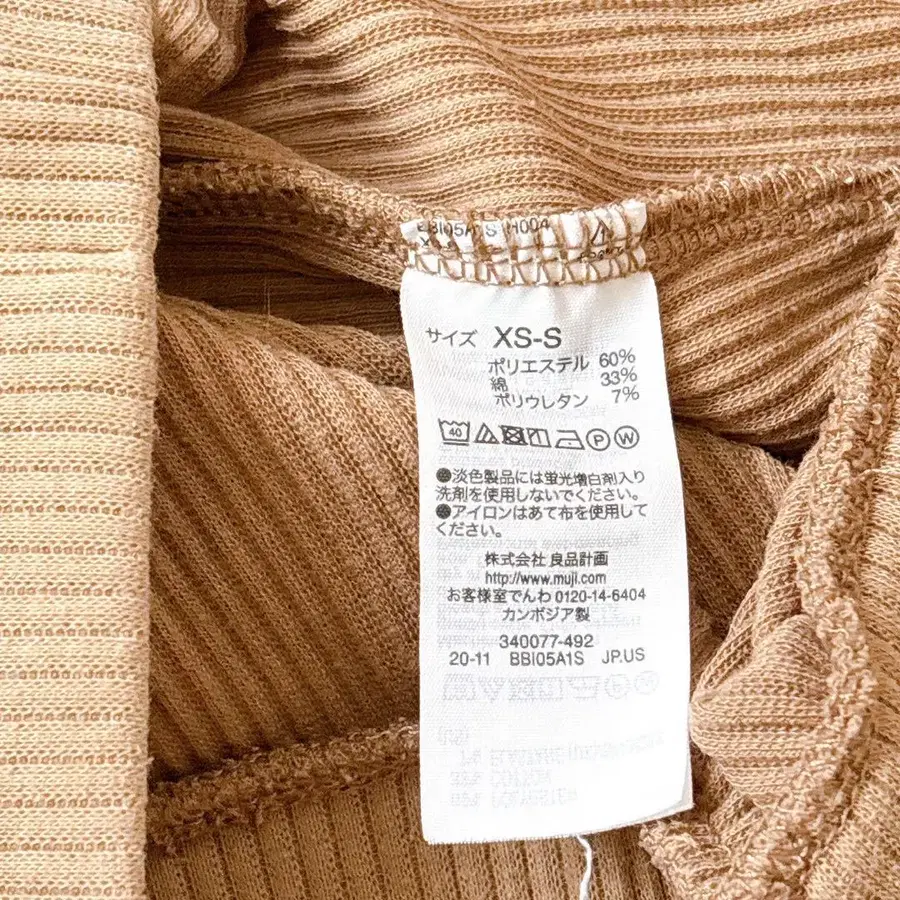 サイズ XS-S
ポリエステル 60%
綿 33%
ポリウレタン 7%
40 P W
●淡色製品には蛍光増白剤入り
洗剤を使用しないでください。
●アイロンはあて布を使用して
ください。
株式会社 良品計画
http://www.muji.com
お客様室でんわ 0120-14-6404
カンボジア製
340077-492
20-11 BBI05A1S JP.US